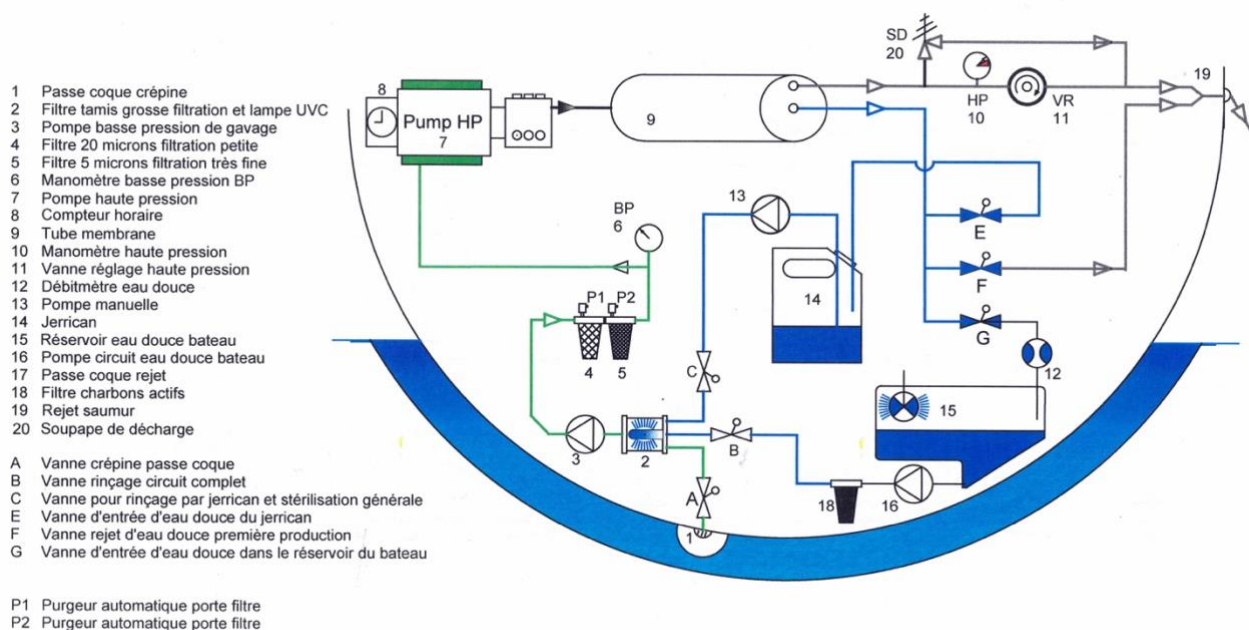 1 Passe coque crépine
2 Filtre tamis grosse filtration et lampe UVC
3 Pompe basse pression de gavage
4 Filtre 20 microns filtration petite
5 Filtre 5 microns filtration très fine
6 Manomètre basse pression BP
7 Pompe haute pression
8 Compteur horaire
9 Tube membrane
10 Manomètre haute pression
11 Vanne réglage haute pression
12 Débitmètre eau douce
13 Pompe manuelle
14 Jerrican
15 Réservoir eau douce bateau
16 Pompe circuit eau douce bateau
17 Passe coque rejet
18 Filtre charbons actifs
19 Rejet saumur
20 Soupape de décharge
A Vanne crépine passe coque
B Vanne rinçage circuit complet
C Vanne pour rinçage par jerrican et stérilisation générale
E Vanne d'entrée d'eau douce du jerrican
F Vanne rejet d'eau douce première production
G Vanne d'entrée d'eau douce dans le réservoir du bateau
P1 Purgeur automatique porte filtre
P2 Purgeur automatique porte filtre
8
Pump HP
7
9
SD
20
HP
10
VR
11
19
BP
6
13
14
E
F
G
12
P1
P2
4
5
C
15
3
2
B
A
18
16
1